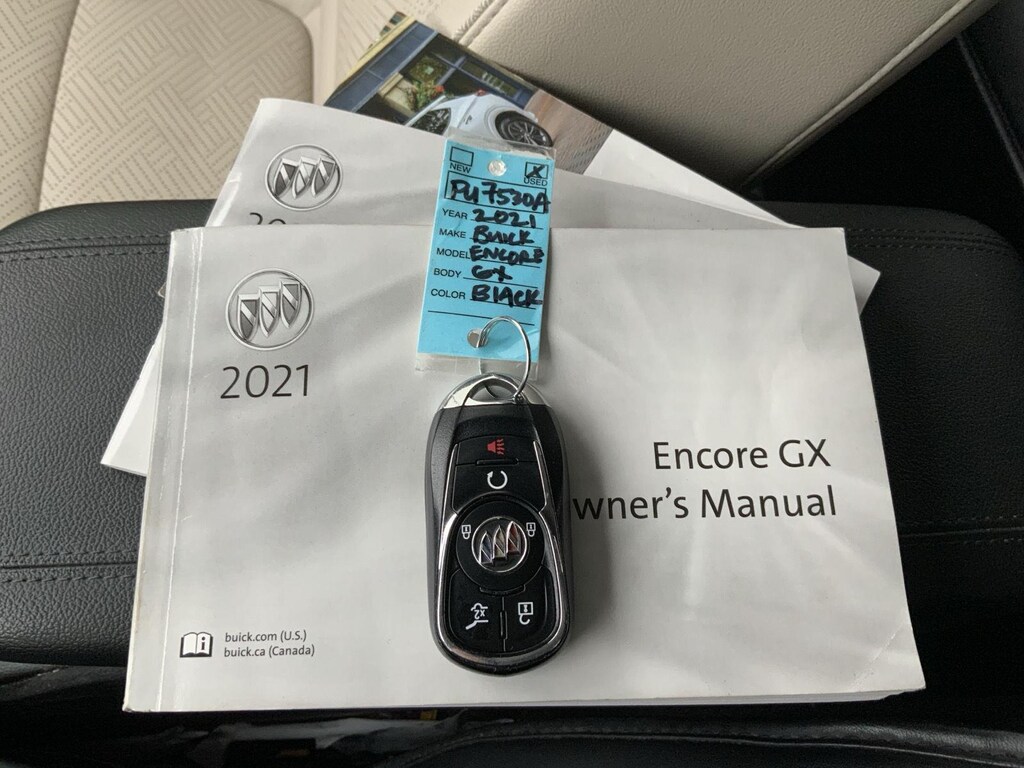 NEW
USED
PU7530A
YEAR 2021
MAKE BUICK
MODEL ENCORE
BODY GX
COLOR BLACK
2021
Encore GX
wner's Manual
x2
buick.com (U.S.)
buick.ca (Canada)